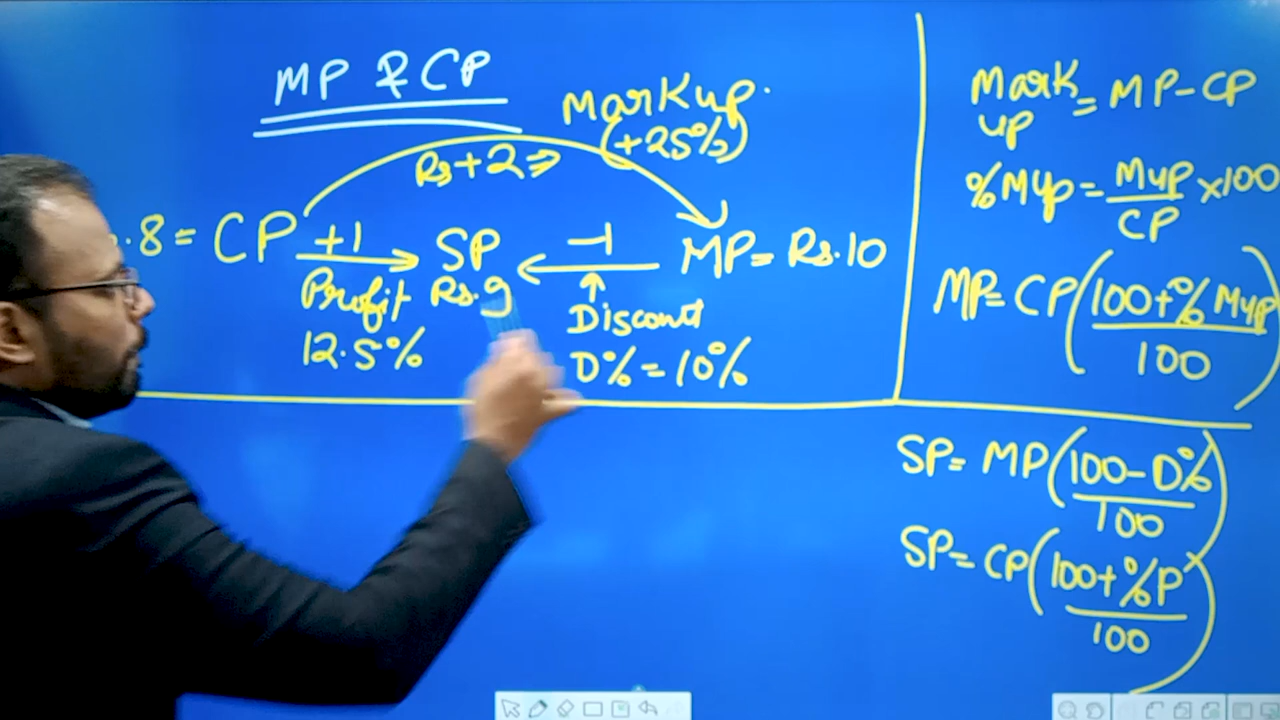 MP & CP
MarKup
(+25%)
Rs+2⇒
.8 = CP +1 SP -1 MP = Rs.10
Profit Rs.9 Discount
12.5% D% = 10%
Mark up = MP - CP
%Mup = Mup/CP × 100
MP = CP(100+%Mup/100)
SP = MP(100-D%/100)
SP = CP(100+%P/100)